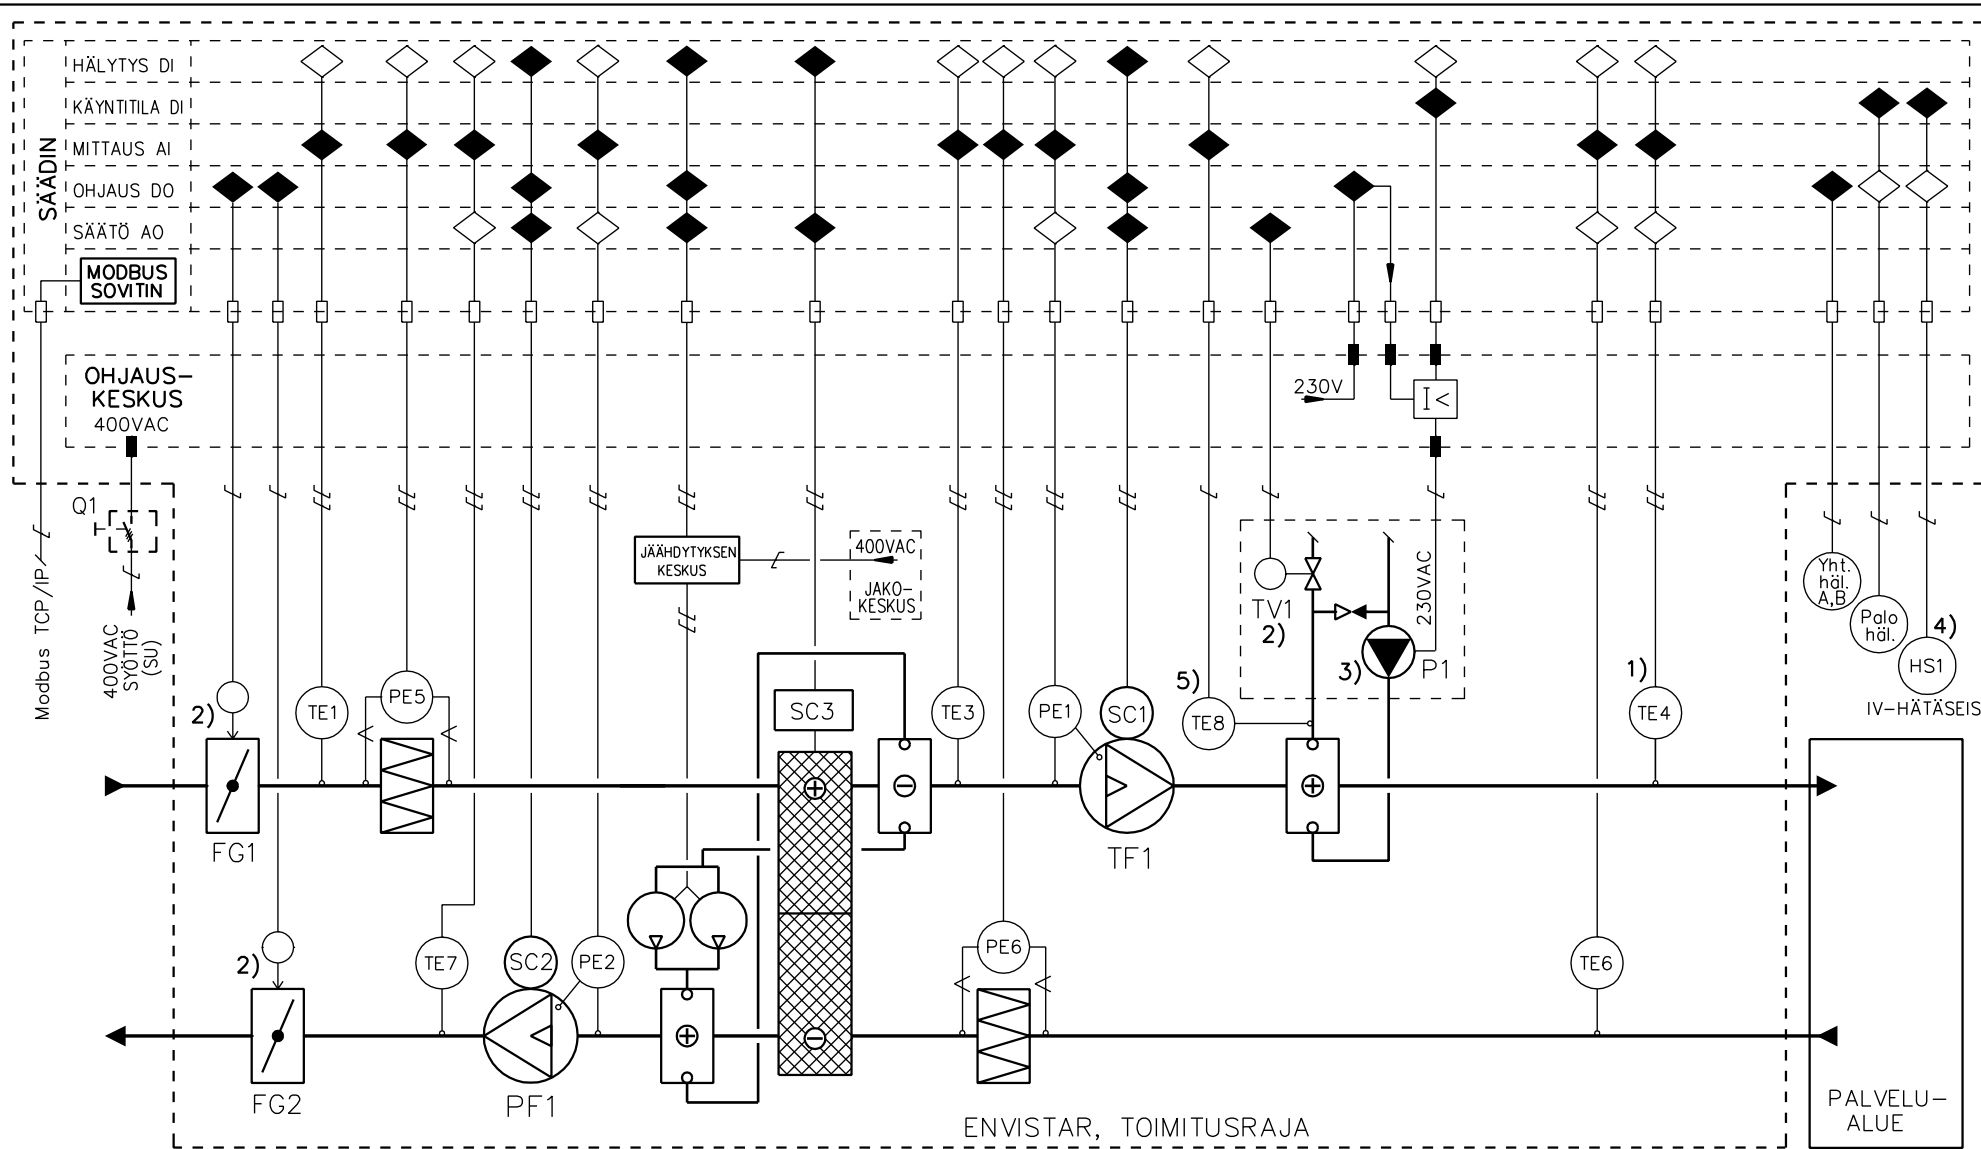 SÄÄDIN
HÄLYTYS DI
KÄYNTITILA DI
MITTAUS AI
OHJAUS DO
SÄÄTÖ AO
MODBUS
SOVITIN
OHJAUS-
KESKUS
400VAC
230V
I<
Q1
Modbus TCP/IP
400VAC
SYÖTTÖ
(SU)
JÄÄHDYTYKSEN
KESKUS
400VAC
JAKO-
KESKUS
TV1
2)
230VAC
3)
P1
Yht.
häl.
A,B
Palo
häl.
4)
HS1
IV-HÄTÄSEIS
2)
TE1
PE5
SC3
TE3
PE1
SC1
5)
TE8
1)
TE4
FG1
TF1
2)
TE7
SC2
PE2
PE6
TE6
FG2
PF1
ENVISTAR, TOIMITUSRAJA
PALVELU-
ALUE